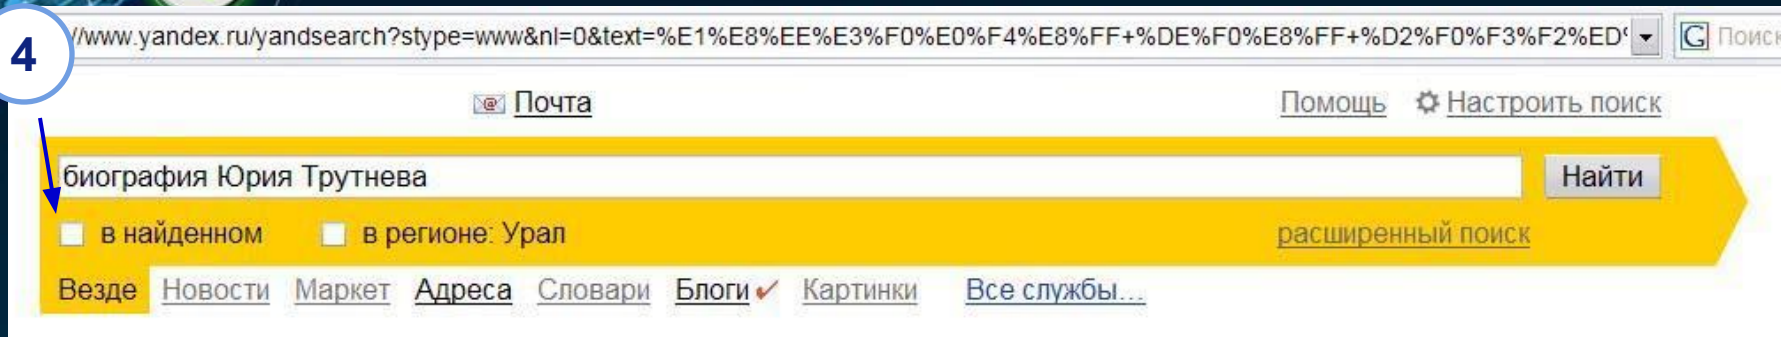 4
//www.yandex.ru/yandsearch?stype=www&nl=0&text=%E1%E8%EE%E3%F0%E0%F4%E8%FF+%DE%F0%E8%FF+%D2%F0%F3%F2%ED% G Поиск
Почта Помощь Настроить поиск
биография Юрия Трутнева Найти
в найденном в регионе: Урал расширенный поиск
Везде Новости Маркет Адреса Словари Блоги Картинки Все службы...